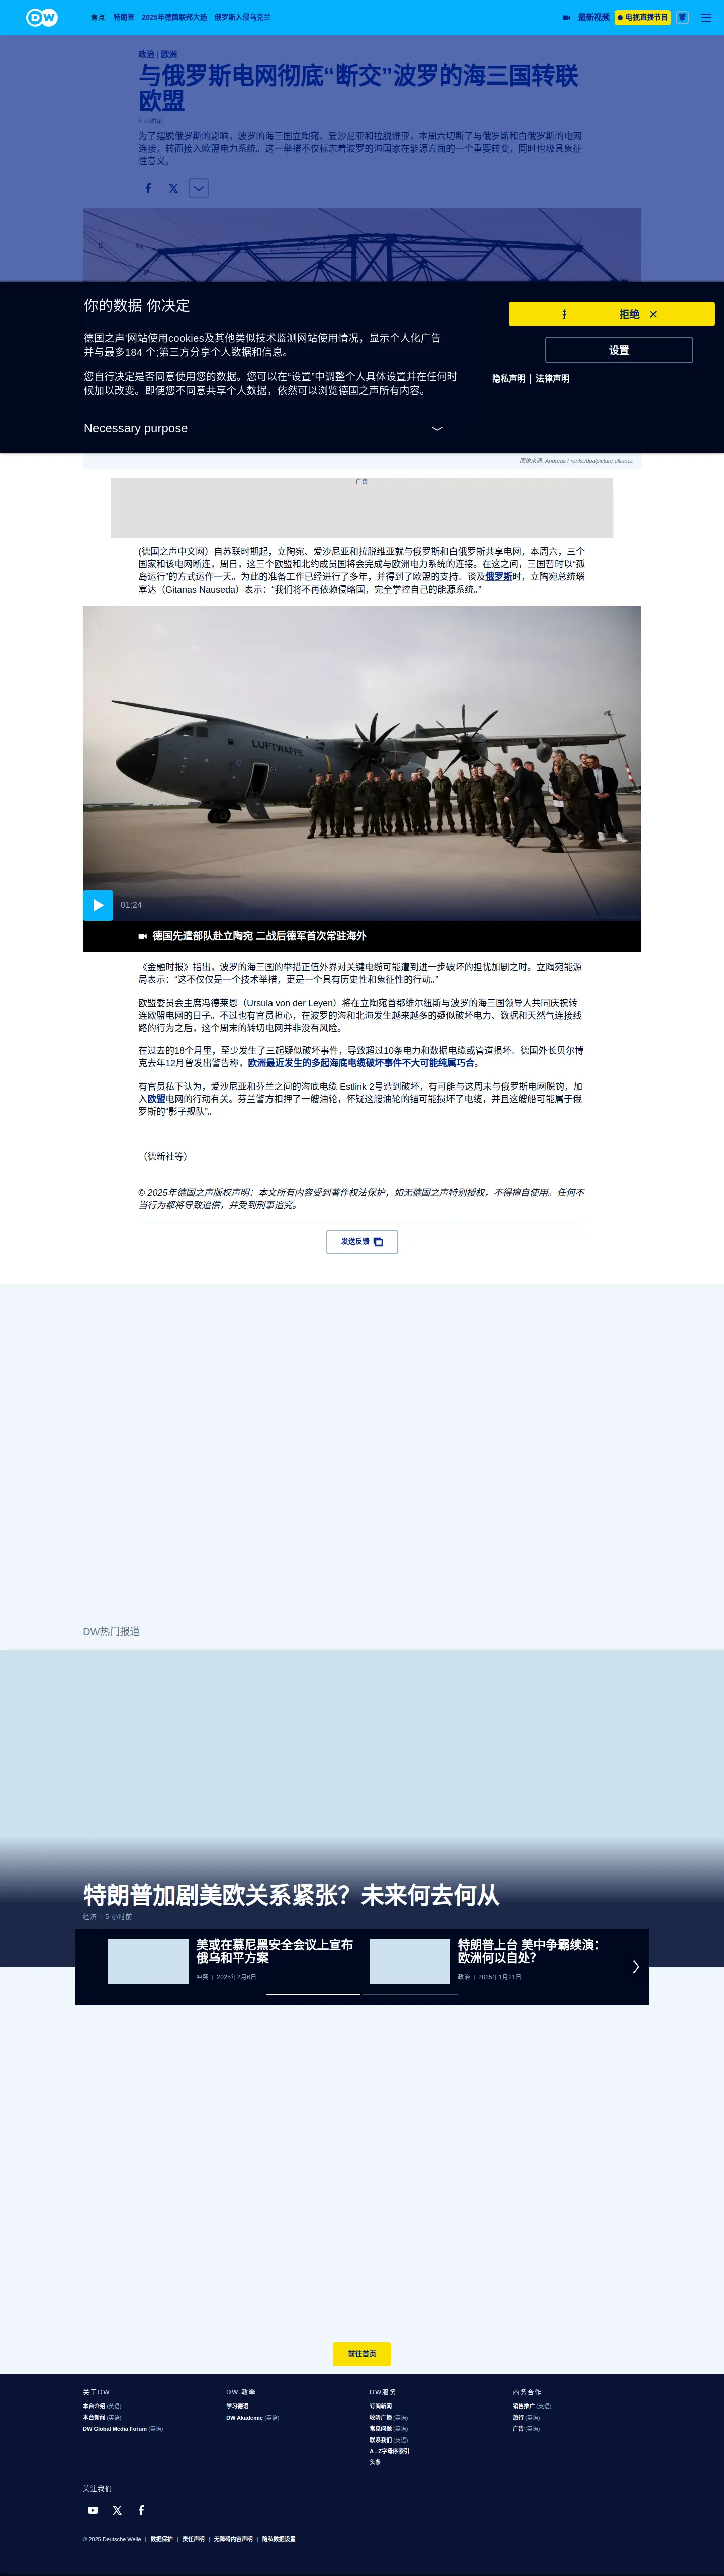 DW
焦点 特朗普 2025年德国联邦大选 俄罗斯入侵乌克兰
最新视频 电视直播节目 繁
政治 | 欧洲
与俄罗斯电网彻底“断交”波罗的海三国转联
欧盟
4 小时前
为了摆脱俄罗斯的影响，波罗的海三国立陶宛、爱沙尼亚和拉脱维亚，本周六切断了与俄罗斯和白俄罗斯的电网
连接，转而接入欧盟电力系统。这一举措不仅标志着波罗的海国家在能源方面的一个重要转变，同时也极具象征
性意义。
你的数据 你决定
德国之声'网站使用cookies及其他类似技术监测网站使用情况，显示个人化广告
并与最多184 个;第三方分享个人数据和信息。
您自行决定是否同意使用您的数据。您可以在“设置”中调整个人具体设置并在任何时
候加以改变。即便您不同意共享个人数据，依然可以浏览德国之声所有内容。
Necessary purpose
拒绝
设置
隐私声明 | 法律声明
图像来源: Andreas Franke/dpa/picture alliance
广告
(德国之声中文网）自苏联时期起，立陶宛、爱沙尼亚和拉脱维亚就与俄罗斯和白俄罗斯共享电网，本周六，三个
国家和该电网断连，周日，这三个欧盟和北约成员国将会完成与欧洲电力系统的连接。在这之间，三国暂时以“孤
岛运行”的方式运作一天。为此的准备工作已经进行了多年，并得到了欧盟的支持。谈及俄罗斯时，立陶宛总统瑙
塞达（Gitanas Nauseda）表示：“我们将不再依赖侵略国，完全掌控自己的能源系统。”
LUFTWAFFE
01:24
德国先遣部队赴立陶宛 二战后德军首次常驻海外
《金融时报》指出，波罗的海三国的举措正值外界对关键电缆可能遭到进一步破坏的担忧加剧之时。立陶宛能源
局表示：“这不仅仅是一个技术举措，更是一个具有历史性和象征性的行动。”
欧盟委员会主席冯德莱恩（Ursula von der Leyen）将在立陶宛首都维尔纽斯与波罗的海三国领导人共同庆祝转
连欧盟电网的日子。不过也有官员担心，在波罗的海和北海发生越来越多的疑似破坏电力、数据和天然气连接线
路的行为之后，这个周末的转切电网并非没有风险。
在过去的18个月里，至少发生了三起疑似破坏事件，导致超过10条电力和数据电缆或管道损坏。德国外长贝尔博
克去年12月曾发出警告称，欧洲最近发生的多起海底电缆破坏事件不大可能纯属巧合。
有官员私下认为，爱沙尼亚和芬兰之间的海底电缆 Estlink 2号遭到破坏，有可能与这周末与俄罗斯电网脱钩，加
入欧盟电网的行动有关。芬兰警方扣押了一艘油轮，怀疑这艘油轮的锚可能损坏了电缆，并且这艘船可能属于俄
罗斯的“影子舰队”。
（德新社等）
© 2025年德国之声版权声明：本文所有内容受到著作权法保护，如无德国之声特别授权，不得擅自使用。任何不
当行为都将导致追偿，并受到刑事追究。
发送反馈
DW热门报道
特朗普加剧美欧关系紧张？未来何去何从
经济 | 5 小时前
美或在慕尼黑安全会议上宣布
俄乌和平方案
冲突 | 2025年2月6日
特朗普上台 美中争霸续演：
欧洲何以自处？
政治 | 2025年1月21日
前往首页
关于DW
本台介绍 (英语)
本台新闻 (英语)
DW Global Media Forum (英语)
DW 教學
学习德语
DW Akademie (英语)
DW服务
订阅新闻
收听广播 (英语)
常见问题 (英语)
联系我们 (英语)
A - Z字母序索引
头条
商务合作
销售推广 (英语)
旅行 (英语)
广告 (英语)
关注我们
© 2025 Deutsche Welle | 数据保护 | 责任声明 | 无障碍内容声明 | 隐私数据设置